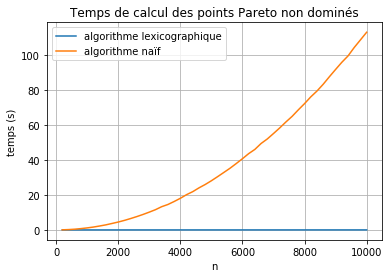 Temps de calcul des points Pareto non dominés
algorithme lexicographique
algorithme naïf
temps (s)
100
80
60
40
20
0
0 2000 4000 6000 8000 10000
n